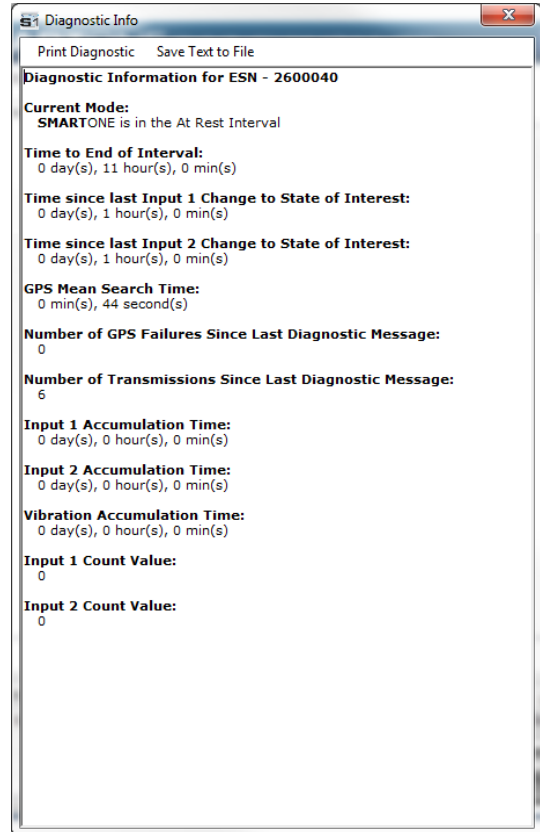 S1 Diagnostic Info
Print Diagnostic Save Text to File
Diagnostic Information for ESN - 2600040
Current Mode:
SMARTONE is in the At Rest Interval
Time to End of Interval:
0 day(s), 11 hour(s), 0 min(s)
Time since last Input 1 Change to State of Interest:
0 day(s), 1 hour(s), 0 min(s)
Time since last Input 2 Change to State of Interest:
0 day(s), 1 hour(s), 0 min(s)
GPS Mean Search Time:
0 min(s), 44 second(s)
Number of GPS Failures Since Last Diagnostic Message:
0
Number of Transmissions Since Last Diagnostic Message:
6
Input 1 Accumulation Time:
0 day(s), 0 hour(s), 0 min(s)
Input 2 Accumulation Time:
0 day(s), 0 hour(s), 0 min(s)
Vibration Accumulation Time:
0 day(s), 0 hour(s), 0 min(s)
Input 1 Count Value:
0
Input 2 Count Value:
0